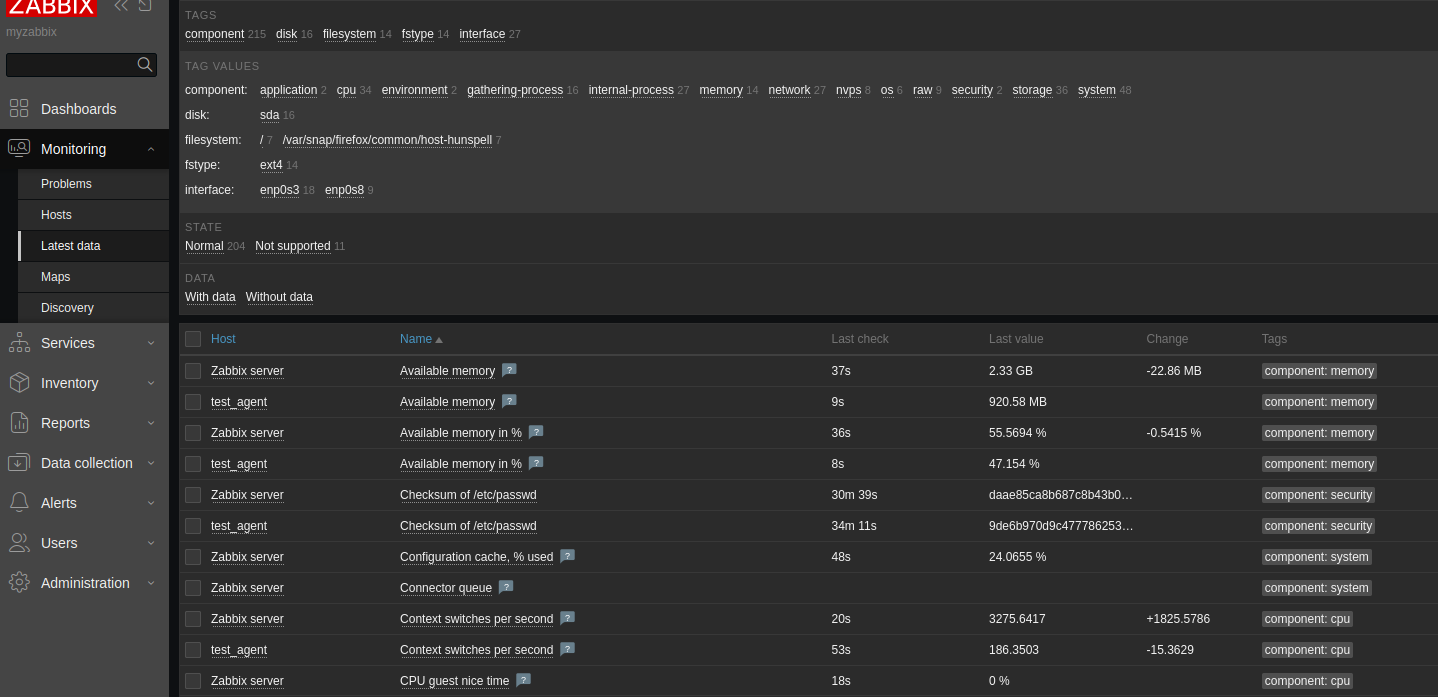 ZABBIX
myzabbix
Dashboards
Monitoring
Problems
Hosts
Latest data
Maps
Discovery
Services
Inventory
Reports
Data collection
Alerts
Users
Administration
TAGS
component 215 disk 16 filesystem 14 fstype 14 interface 27
TAG VALUES
component: application 2 cpu 34 environment 2 gathering-process 16 internal-process 27 memory 14 network 27 nvps 8 os 6 raw 9 security 2 storage 36 system 48
disk: sda 16
filesystem: / 7 /var/snap/firefox/common/host-hunspell 7
fstype: ext4 14
interface: enp0s3 18 enp0s8 9
STATE
Normal 204 Not supported 11
DATA
With data Without data
Host Name Last check Last value Change Tags
Zabbix server Available memory ? 37s 2.33 GB -22.86 MB component: memory
test_agent Available memory ? 9s 920.58 MB component: memory
Zabbix server Available memory in % ? 36s 55.5694 % -0.5415 % component: memory
test_agent Available memory in % ? 8s 47.154 % component: memory
Zabbix server Checksum of /etc/passwd 30m 39s daae85ca8b687c8b43b0… component: security
test_agent Checksum of /etc/passwd 34m 11s 9de6b970d9c477786253… component: security
Zabbix server Configuration cache, % used ? 48s 24.0655 % component: system
Zabbix server Connector queue ? component: system
Zabbix server Context switches per second ? 20s 3275.6417 +1825.5786 component: cpu
test_agent Context switches per second ? 53s 186.3503 -15.3629 component: cpu
Zabbix server CPU guest nice time ? 18s 0 % component: cpu